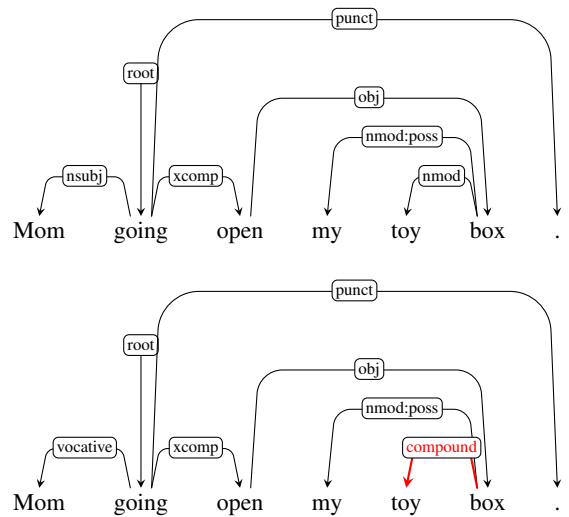 punct
root
obj
nmod:poss
nsubj xcomp nmod
Mom going open my toy box .
punct
root
obj
nmod:poss
vocative xcomp compound
Mom going open my toy box .